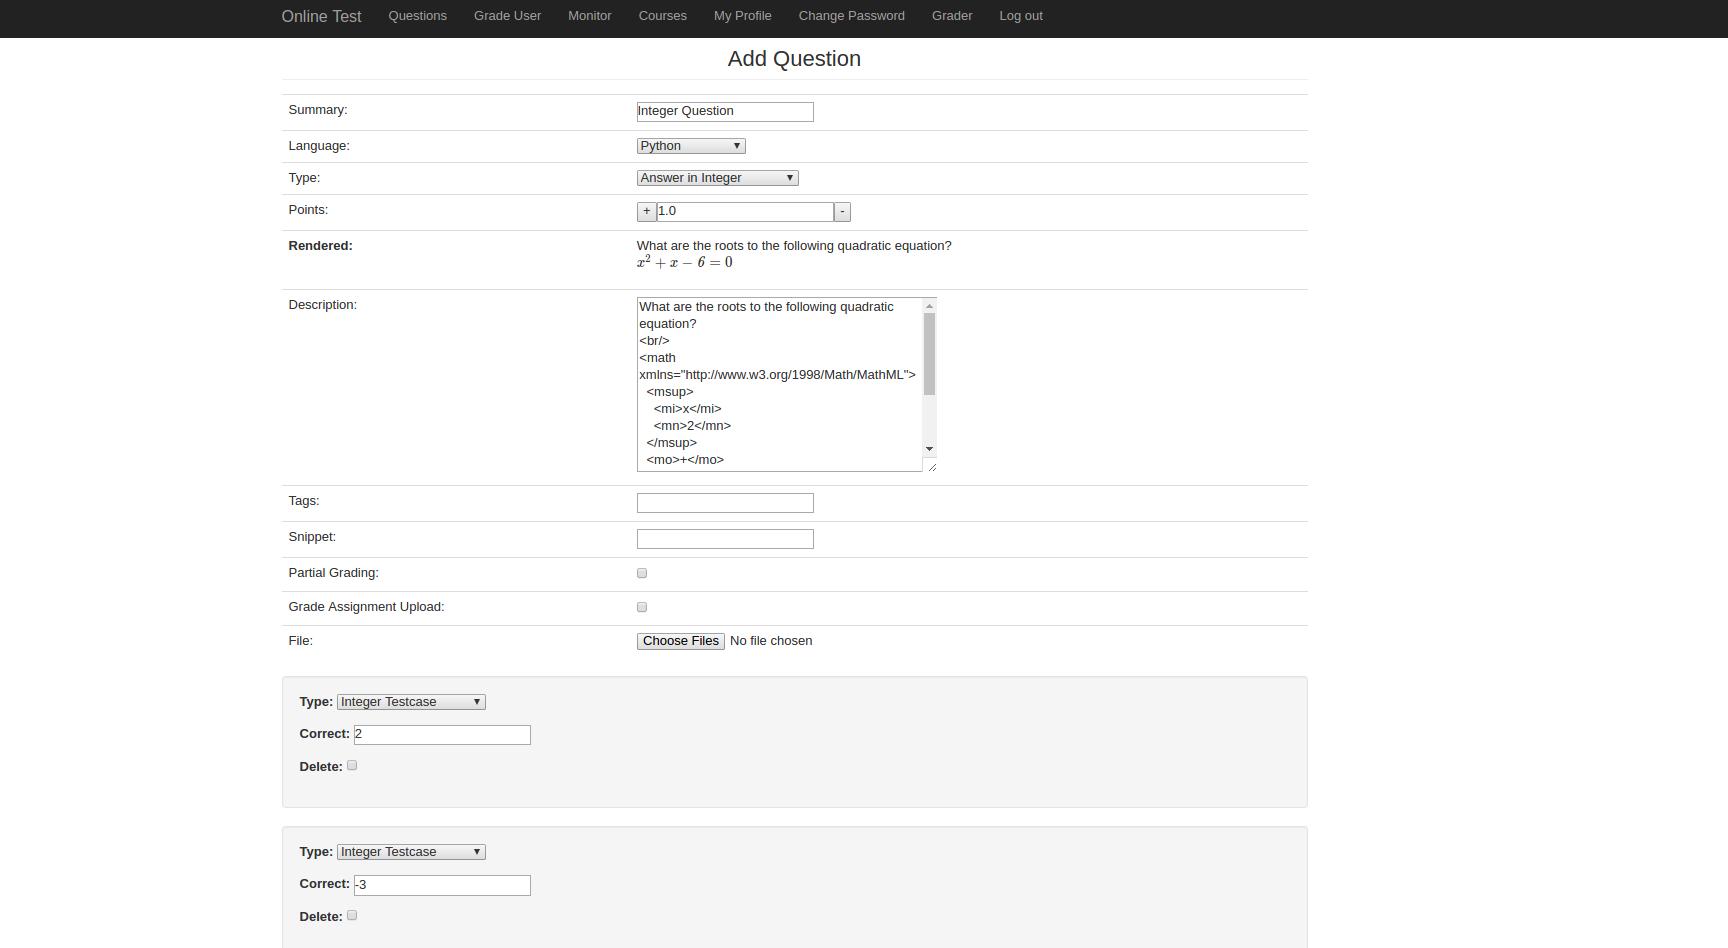 Online Test Questions Grade User Monitor Courses My Profile Change Password Grader Log out
Add Question
Summary: Integer Question
Language: Python
Type: Answer in Integer
Points: + 1.0 -
Rendered: What are the roots to the following quadratic equation?
x² + x − 6 = 0
Description: What are the roots to the following quadratic
equation?
<br/>
<math
xmlns="http://www.w3.org/1998/Math/MathML">
<msup>
<mi>x</mi>
<mn>2</mn>
</msup>
<mo>+</mo>
Tags:
Snippet:
Partial Grading:
Grade Assignment Upload:
File: Choose Files No file chosen
Type: Integer Testcase
Correct: 2
Delete:
Type: Integer Testcase
Correct: -3
Delete: